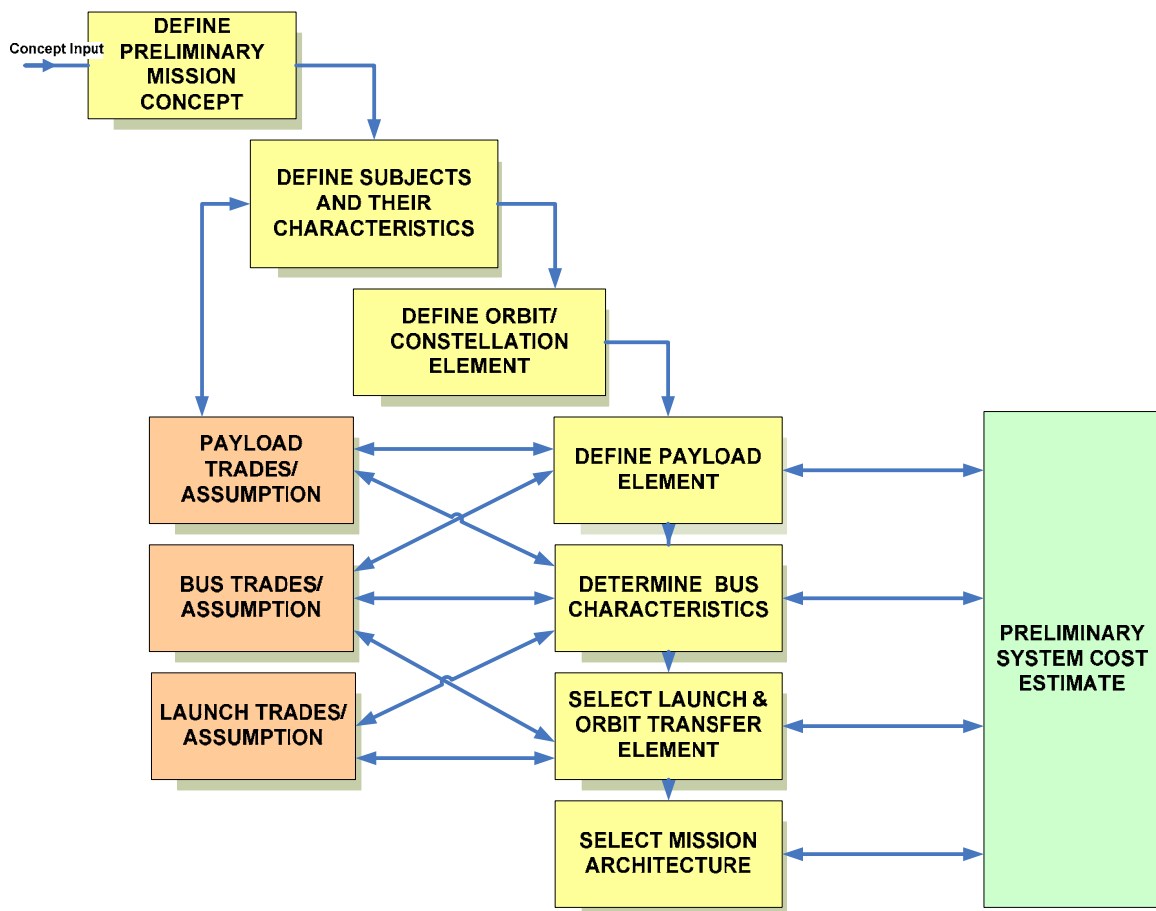 Concept Input
DEFINE
PRELIMINARY
MISSION
CONCEPT
DEFINE SUBJECTS
AND THEIR
CHARACTERISTICS
DEFINE ORBIT/
CONSTELLATION
ELEMENT
PAYLOAD
TRADES/
ASSUMPTION
DEFINE PAYLOAD
ELEMENT
BUS TRADES/
ASSUMPTION
DETERMINE BUS
CHARACTERISTICS
PRELIMINARY
SYSTEM COST
ESTIMATE
LAUNCH TRADES/
ASSUMPTION
SELECT LAUNCH &
ORBIT TRANSFER
ELEMENT
SELECT MISSION
ARCHITECTURE